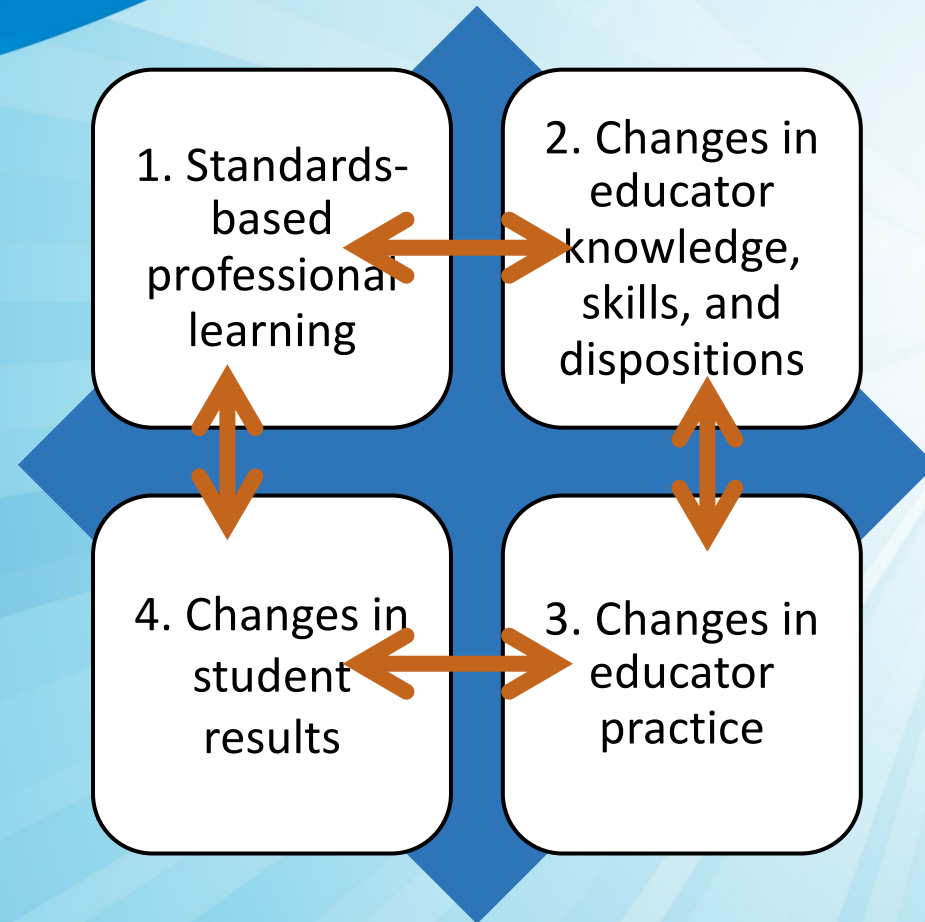 1. Standards-
based
professional
learning
2. Changes in
educator
knowledge,
skills, and
dispositions
4. Changes in
student
results
3. Changes in
educator
practice